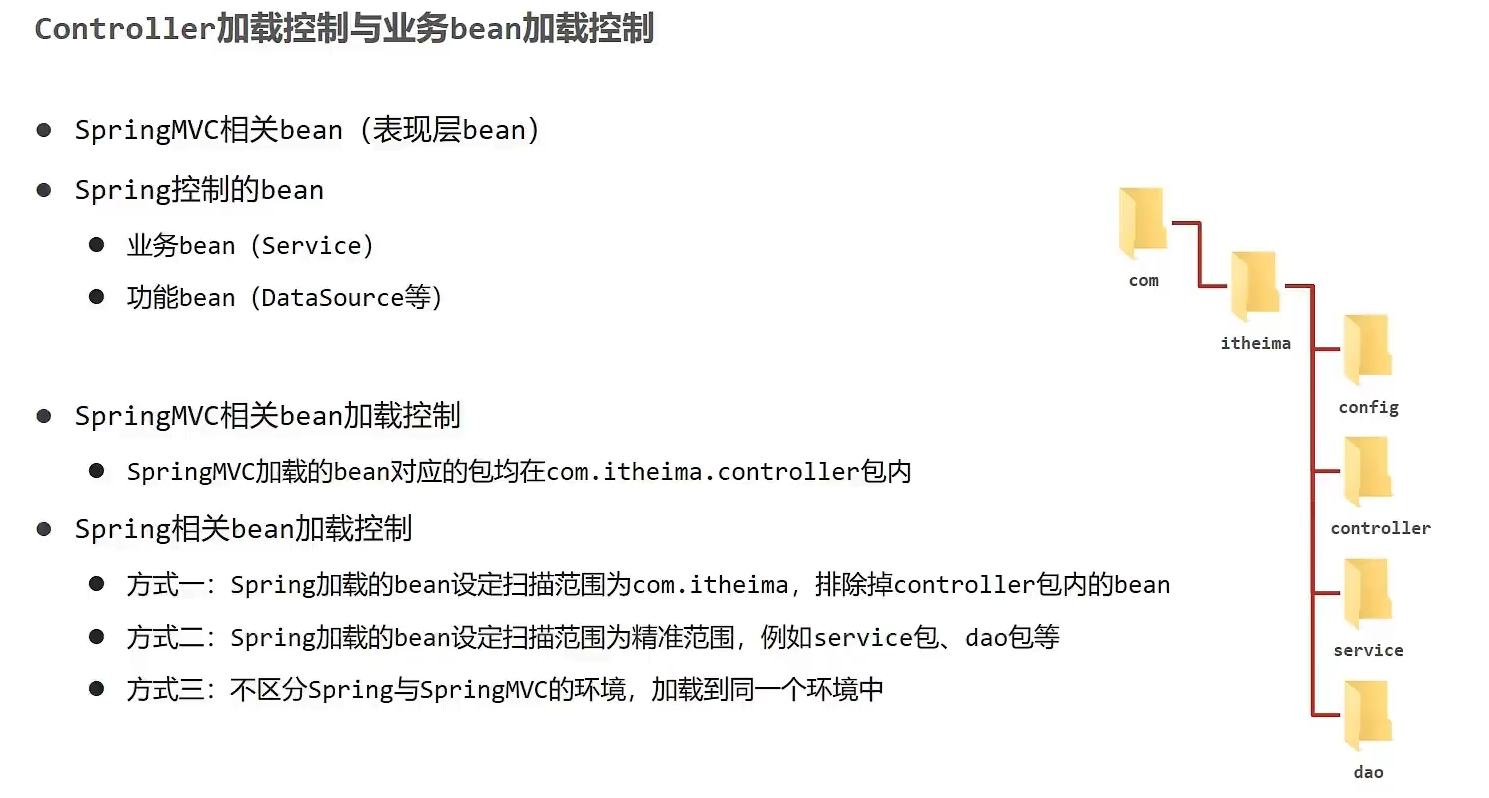 Controller加载控制与业务bean加载控制
● SpringMVC相关bean（表现层bean）
● Spring控制的bean
● 业务bean（Service）
● 功能bean（DataSource等）
● SpringMVC相关bean加载控制
● SpringMVC加载的bean对应的包均在com.itheima.controller包内
● Spring相关bean加载控制
● 方式一：Spring加载的bean设定扫描范围为com.itheima，排除掉controller包内的bean
● 方式二：Spring加载的bean设定扫描范围为精准范围，例如service包、dao包等
● 方式三：不区分Spring与SpringMVC的环境，加载到同一个环境中
com
itheima
config
controller
service
dao